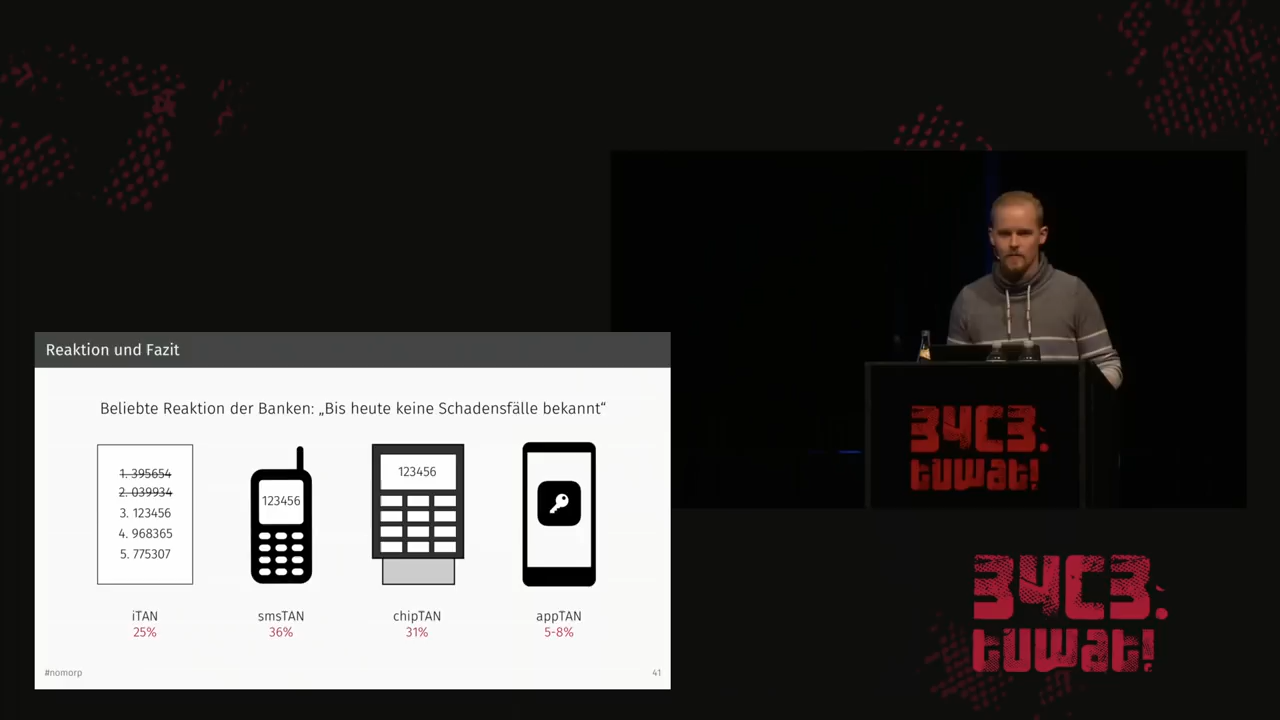 Reaktion und Fazit
Beliebte Reaktion der Banken: „Bis heute keine Schadensfälle bekannt“
1. 395654
2. 039934
3. 123456
4. 968365
5. 775307
123456
123456
iTAN
25%
smsTAN
36%
chipTAN
31%
appTAN
5-8%
#nomorp
41
34C3.
tuwat!
34C3.
tuwat!